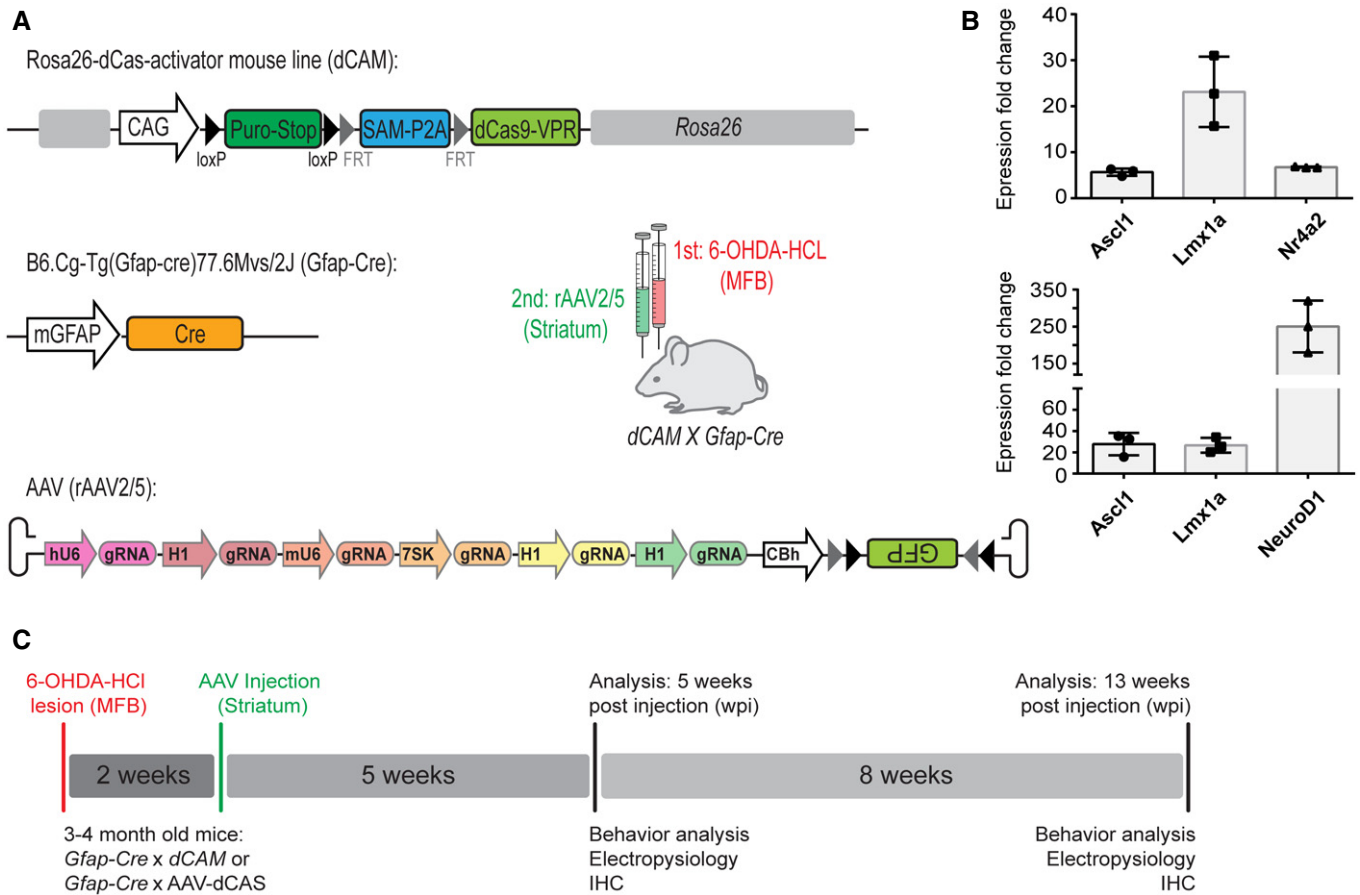 A
Rosa26-dCas-activator mouse line (dCAM):
CAG
Puro-Stop
SAM-P2A
dCas9-VPR
Rosa26
loxP
loxP
FRT
FRT
B6.Cg-Tg(Gfap-cre)77.6Mvs/2J (Gfap-Cre):
mGFAP
Cre
1st: 6-OHDA-HCL
(MFB)
2nd: rAAV2/5
(Striatum)
dCAM X Gfap-Cre
AAV (rAAV2/5):
hU6 gRNA H1 gRNA mU6 gRNA 7SK gRNA H1 gRNA H1 gRNA CBh GFP
B
Epression fold change
40
30
20
10
0
Ascl1
Lmx1a
Nr4a2
Epression fold change
350
250
150
60
40
20
0
Ascl1
Lmx1a
NeuroD1
C
6-OHDA-HCl
lesion (MFB)
AAV Injection
(Striatum)
Analysis: 5 weeks
post injection (wpi)
Analysis: 13 weeks
post injection (wpi)
2 weeks
5 weeks
8 weeks
3-4 month old mice:
Gfap-Cre x dCAM or
Gfap-Cre x AAV-dCAS
Behavior analysis
Electropysiology
IHC
Behavior analysis
Electropysiology
IHC